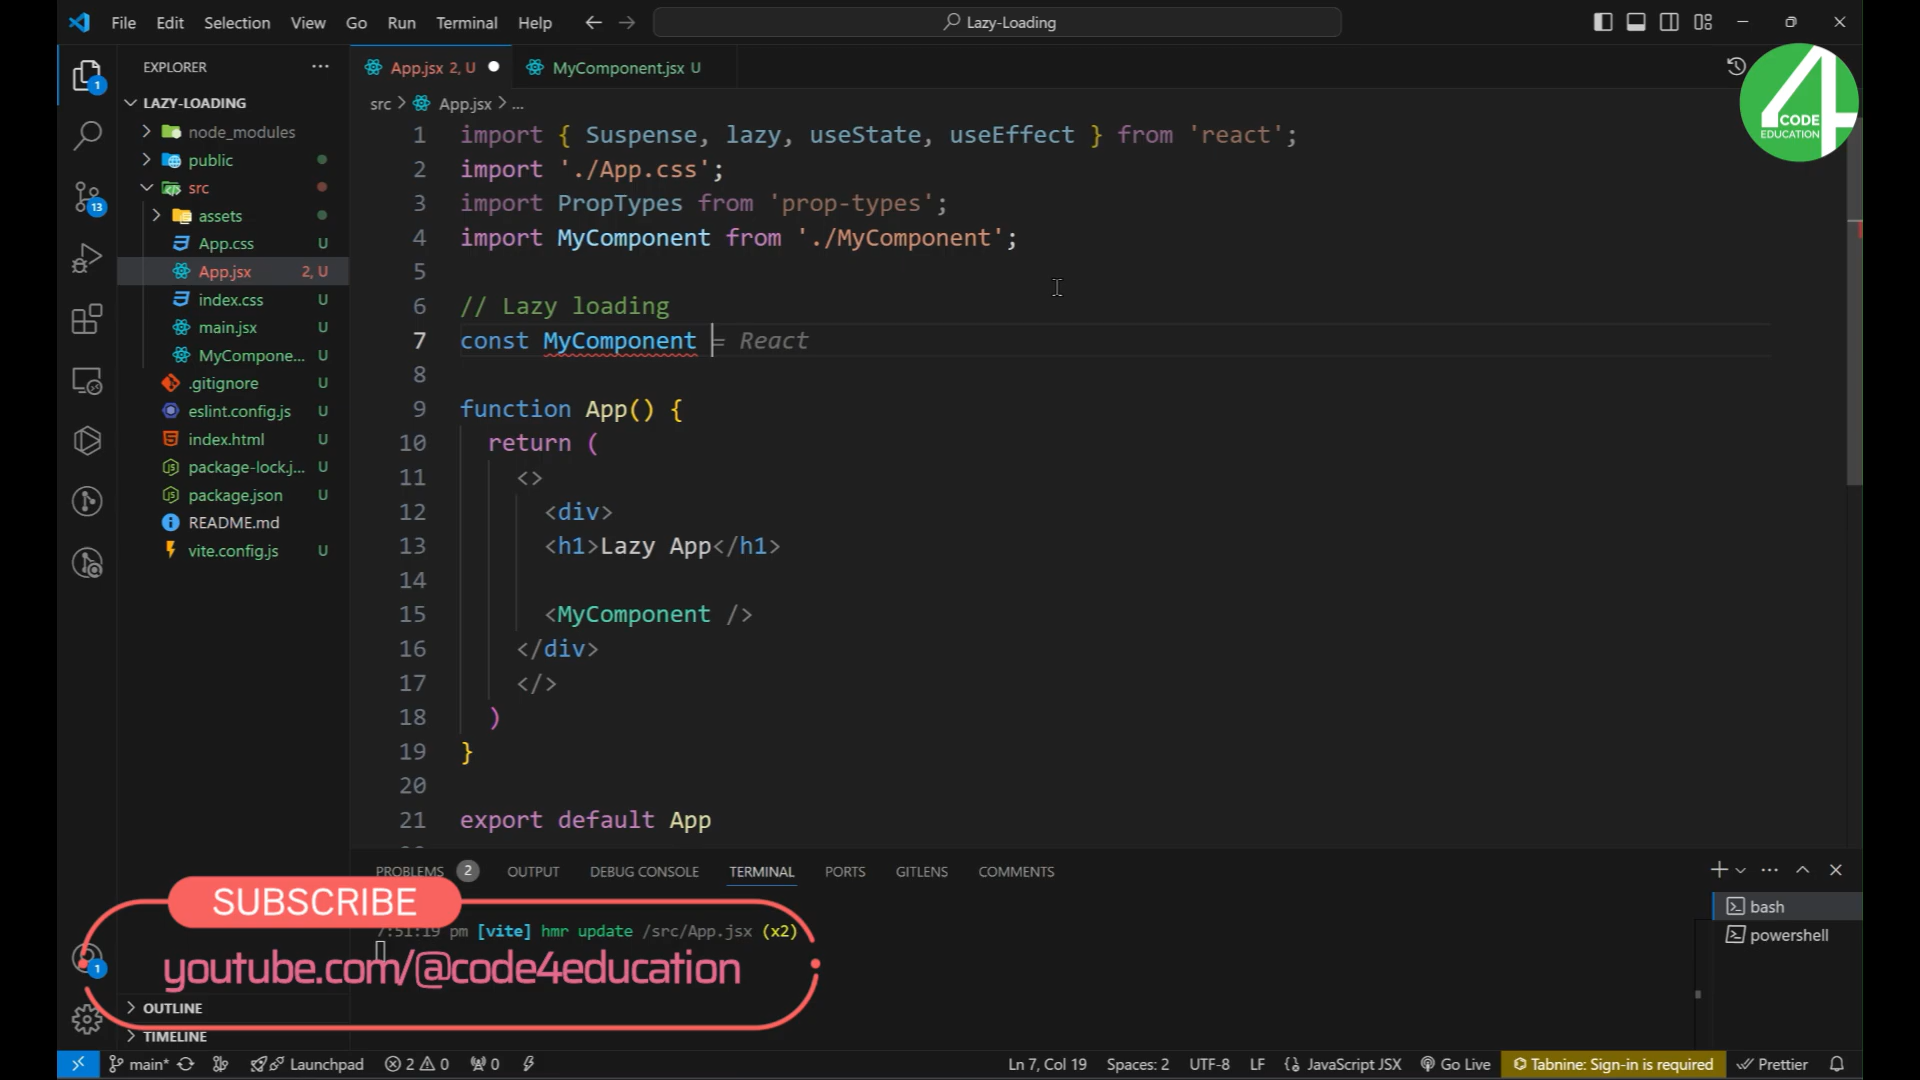 File Edit Selection View Go Run Terminal Help
Lazy-Loading
EXPLORER
App.jsx 2, U
MyComponent.jsx U
CODE
EDUCATION
4
1
LAZY-LOADING
src > App.jsx > ...
node_modules
public
src
assets
App.css U
App.jsx 2, U
index.css U
main.jsx U
MyCompone... U
.gitignore U
eslint.config.js U
index.html U
package-lock.j... U
package.json U
README.md
vite.config.js U
13
1 import { Suspense, lazy, useState, useEffect } from 'react';
2 import './App.css';
3 import PropTypes from 'prop-types';
4 import MyComponent from './MyComponent';
5
6 // Lazy loading
7 const MyComponent = React
8
9 function App() {
10 return (
11 <>
12 <div>
13 <h1>Lazy App</h1>
14
15 <MyComponent />
16 </div>
17 </>
18 )
19 }
20
21 export default App
PROBLEMS 2 OUTPUT DEBUG CONSOLE TERMINAL PORTS GITLENS COMMENTS
SUBSCRIBE
7:51:19 pm [vite] hmr update /src/App.jsx (x2)
youtube.com/@code4education
bash
powershell
1
OUTLINE
TIMELINE
main* Launchpad 2 0 0
Ln 7, Col 19 Spaces: 2 UTF-8 LF JavaScript JSX Go Live Tabnine: Sign-in is required Prettier